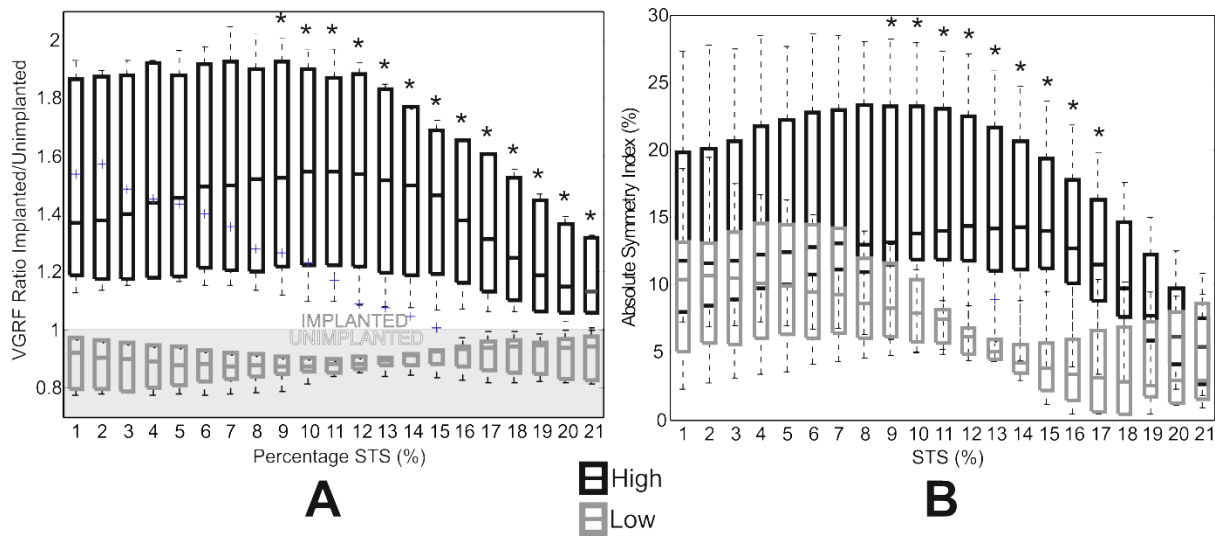 * * * * * * * * * * * * *
VGRF Ratio Implanted/Unimplanted
2
1.8
1.6
1.4
1.2
1
0.8
IMPLANTED
UNIMPLANTED
1 2 3 4 5 6 7 8 9 10 11 12 13 14 15 16 17 18 19 20 21
Percentage STS (%)
A
* * * * * * * * *
Absolute Symmetry Index (%)
30
25
20
15
10
5
0
1 2 3 4 5 6 7 8 9 10 11 12 13 14 15 16 17 18 19 20 21
STS (%)
B
High
Low